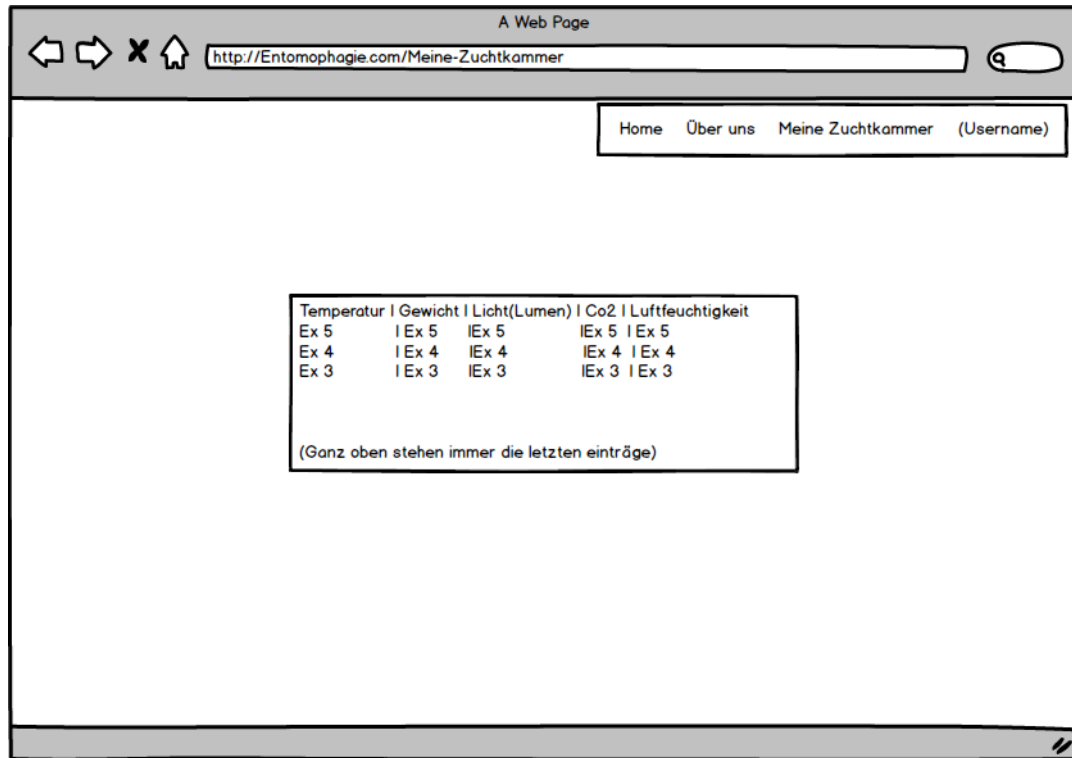 A Web Page
http://Entomophagie.com/Meine-Zuchtkammer
Home Über uns Meine Zuchtkammer (Username)
Temperatur I Gewicht I Licht(Lumen) I Co2 I Luftfeuchtigkeit
Ex 5 I Ex 5 IEx 5 IEx 5 I Ex 5
Ex 4 I Ex 4 IEx 4 IEx 4 I Ex 4
Ex 3 I Ex 3 IEx 3 IEx 3 I Ex 3
(Ganz oben stehen immer die letzten einträge)